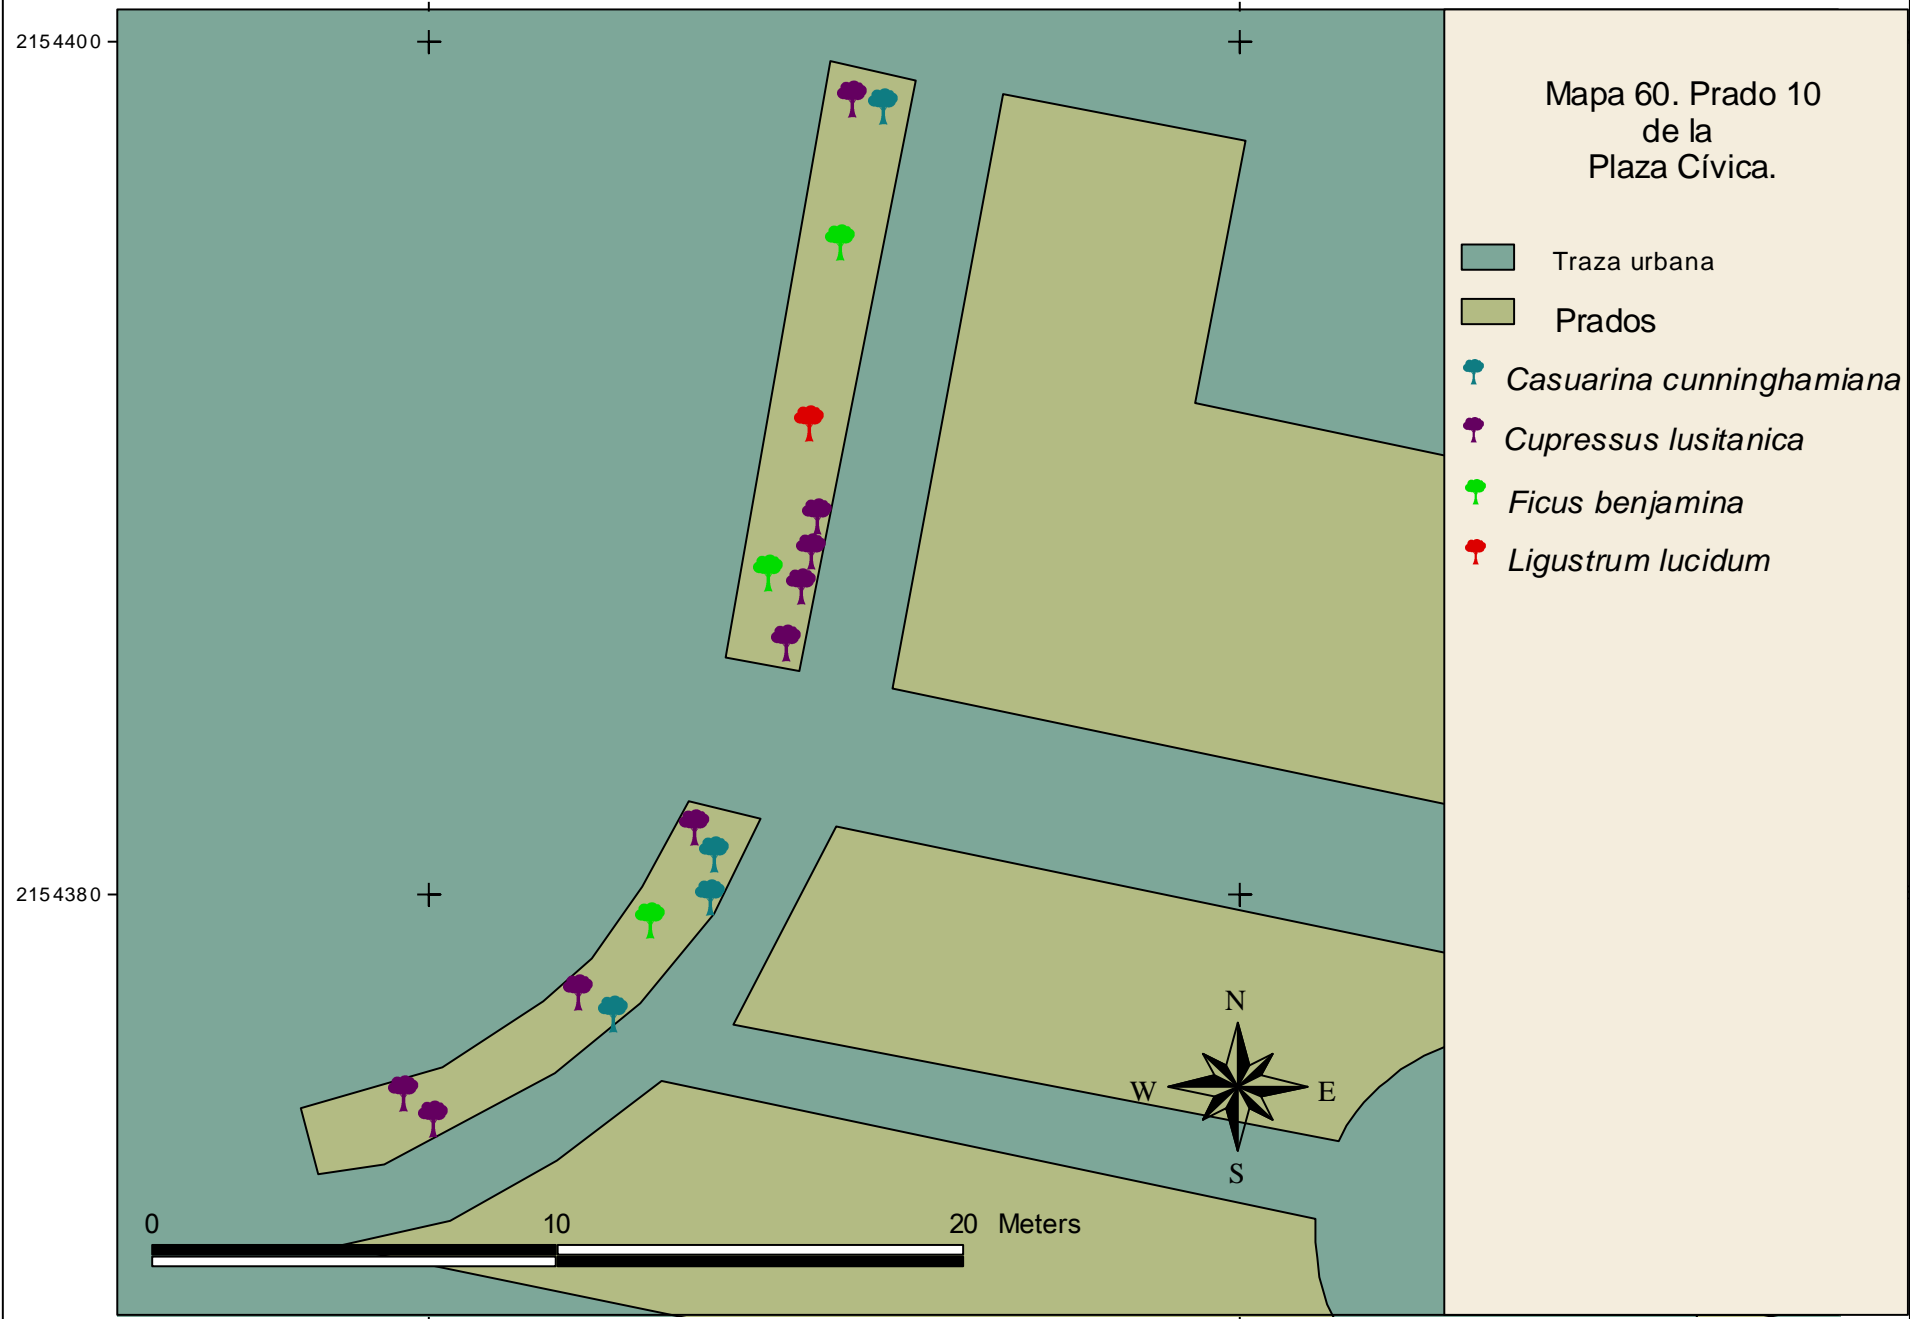 2154400
2154380
Mapa 60. Prado 10
de la
Plaza Cívica.
Traza urbana
Prados
Casuarina cunninghamiana
Cupressus lusitanica
Ficus benjamina
Ligustrum lucidum
N
W E
S
0 10 20 Meters